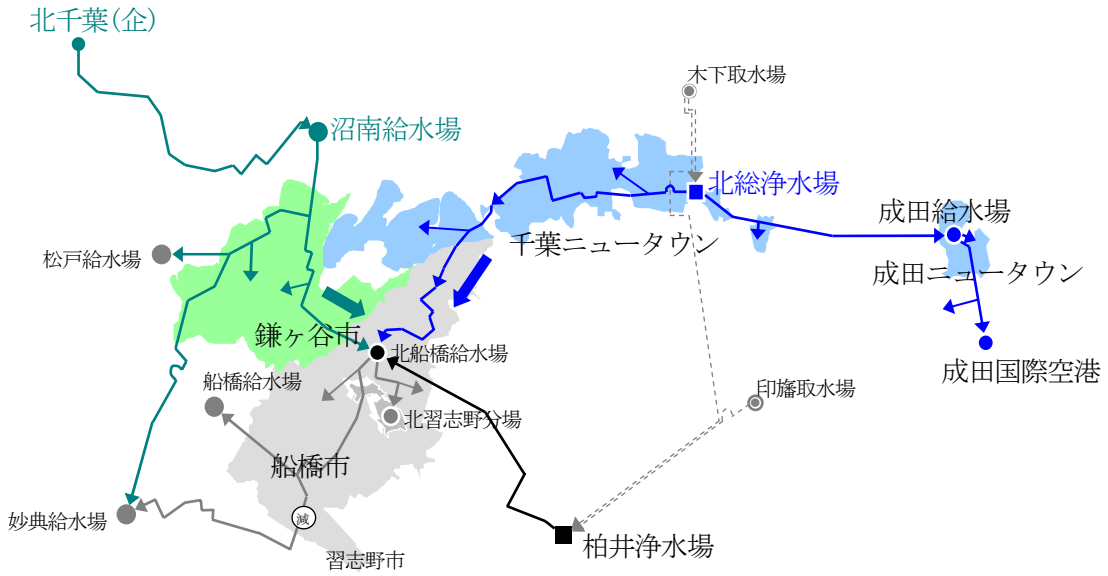 北千葉(企)
木下取水場
沼南給水場
北総浄水場
成田給水場
千葉ニュータウン
松戸給水場
成田ニュータウン
鎌ヶ谷市
北船橋給水場
成田国際空港
船橋給水場
印旛取水場
北習志野分場
船橋市
減
妙典給水場
柏井浄水場
習志野市